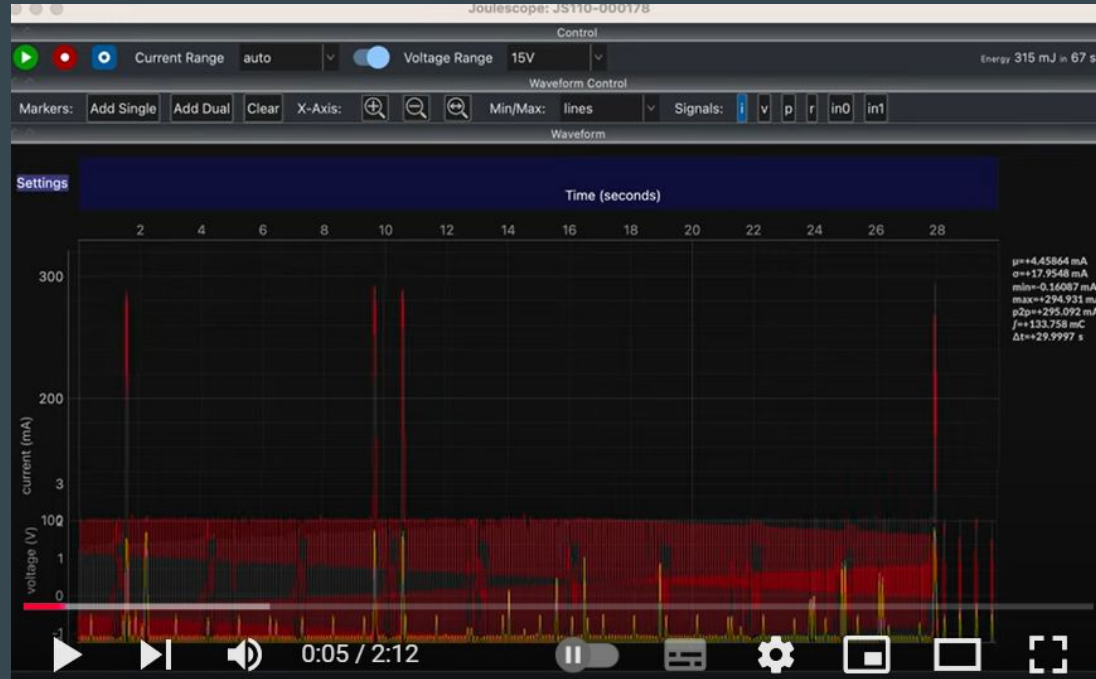 Joulescope: JS110-000178
Control
Current Range auto Voltage Range 15V Energy 315 mJ in 67 s
Waveform Control
Markers: Add Single Add Dual Clear X-Axis: Min/Max: lines Signals: i v p r in0 in1
Waveform
Settings
Time (seconds)
2 4 6 8 10 12 14 16 18 20 22 24 26 28
300
200
100
current (mA)
3
2
1
0
-1
voltage (V)
μ=+4.45864 mA
σ=+17.9548 mA
min=-0.16087 mA
max=+294.931 mA
p2p=+295.092 mA
∫=+133.758 mC
Δt=+29.9997 s
0:05 / 2:12